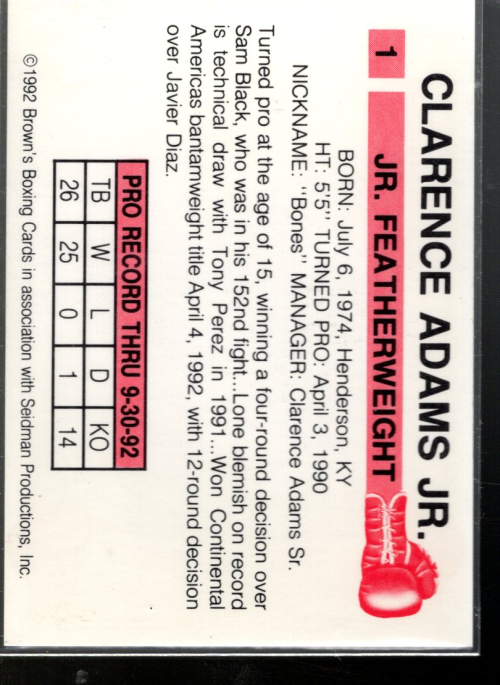 CLARENCE ADAMS JR.
1 JR. FEATHERWEIGHT
BORN: July 6, 1974, Henderson, KY
HT: 5'5" TURNED PRO: April 3, 1990
NICKNAME: "Bones" MANAGER: Clarence Adams Sr.
Turned pro at the age of 15, winning a four-round decision over
Sam Black, who was in his 152nd fight...Lone blemish on record
is technical draw with Tony Perez in 1991...Won Continental
Americas bantamweight title April 4, 1992, with 12-round decision
over Javier Diaz.
PRO RECORD THRU 9-30-92
TB W L D KO
26 25 0 1 14
©1992 Brown's Boxing Cards in association with Seidman Productions, Inc.